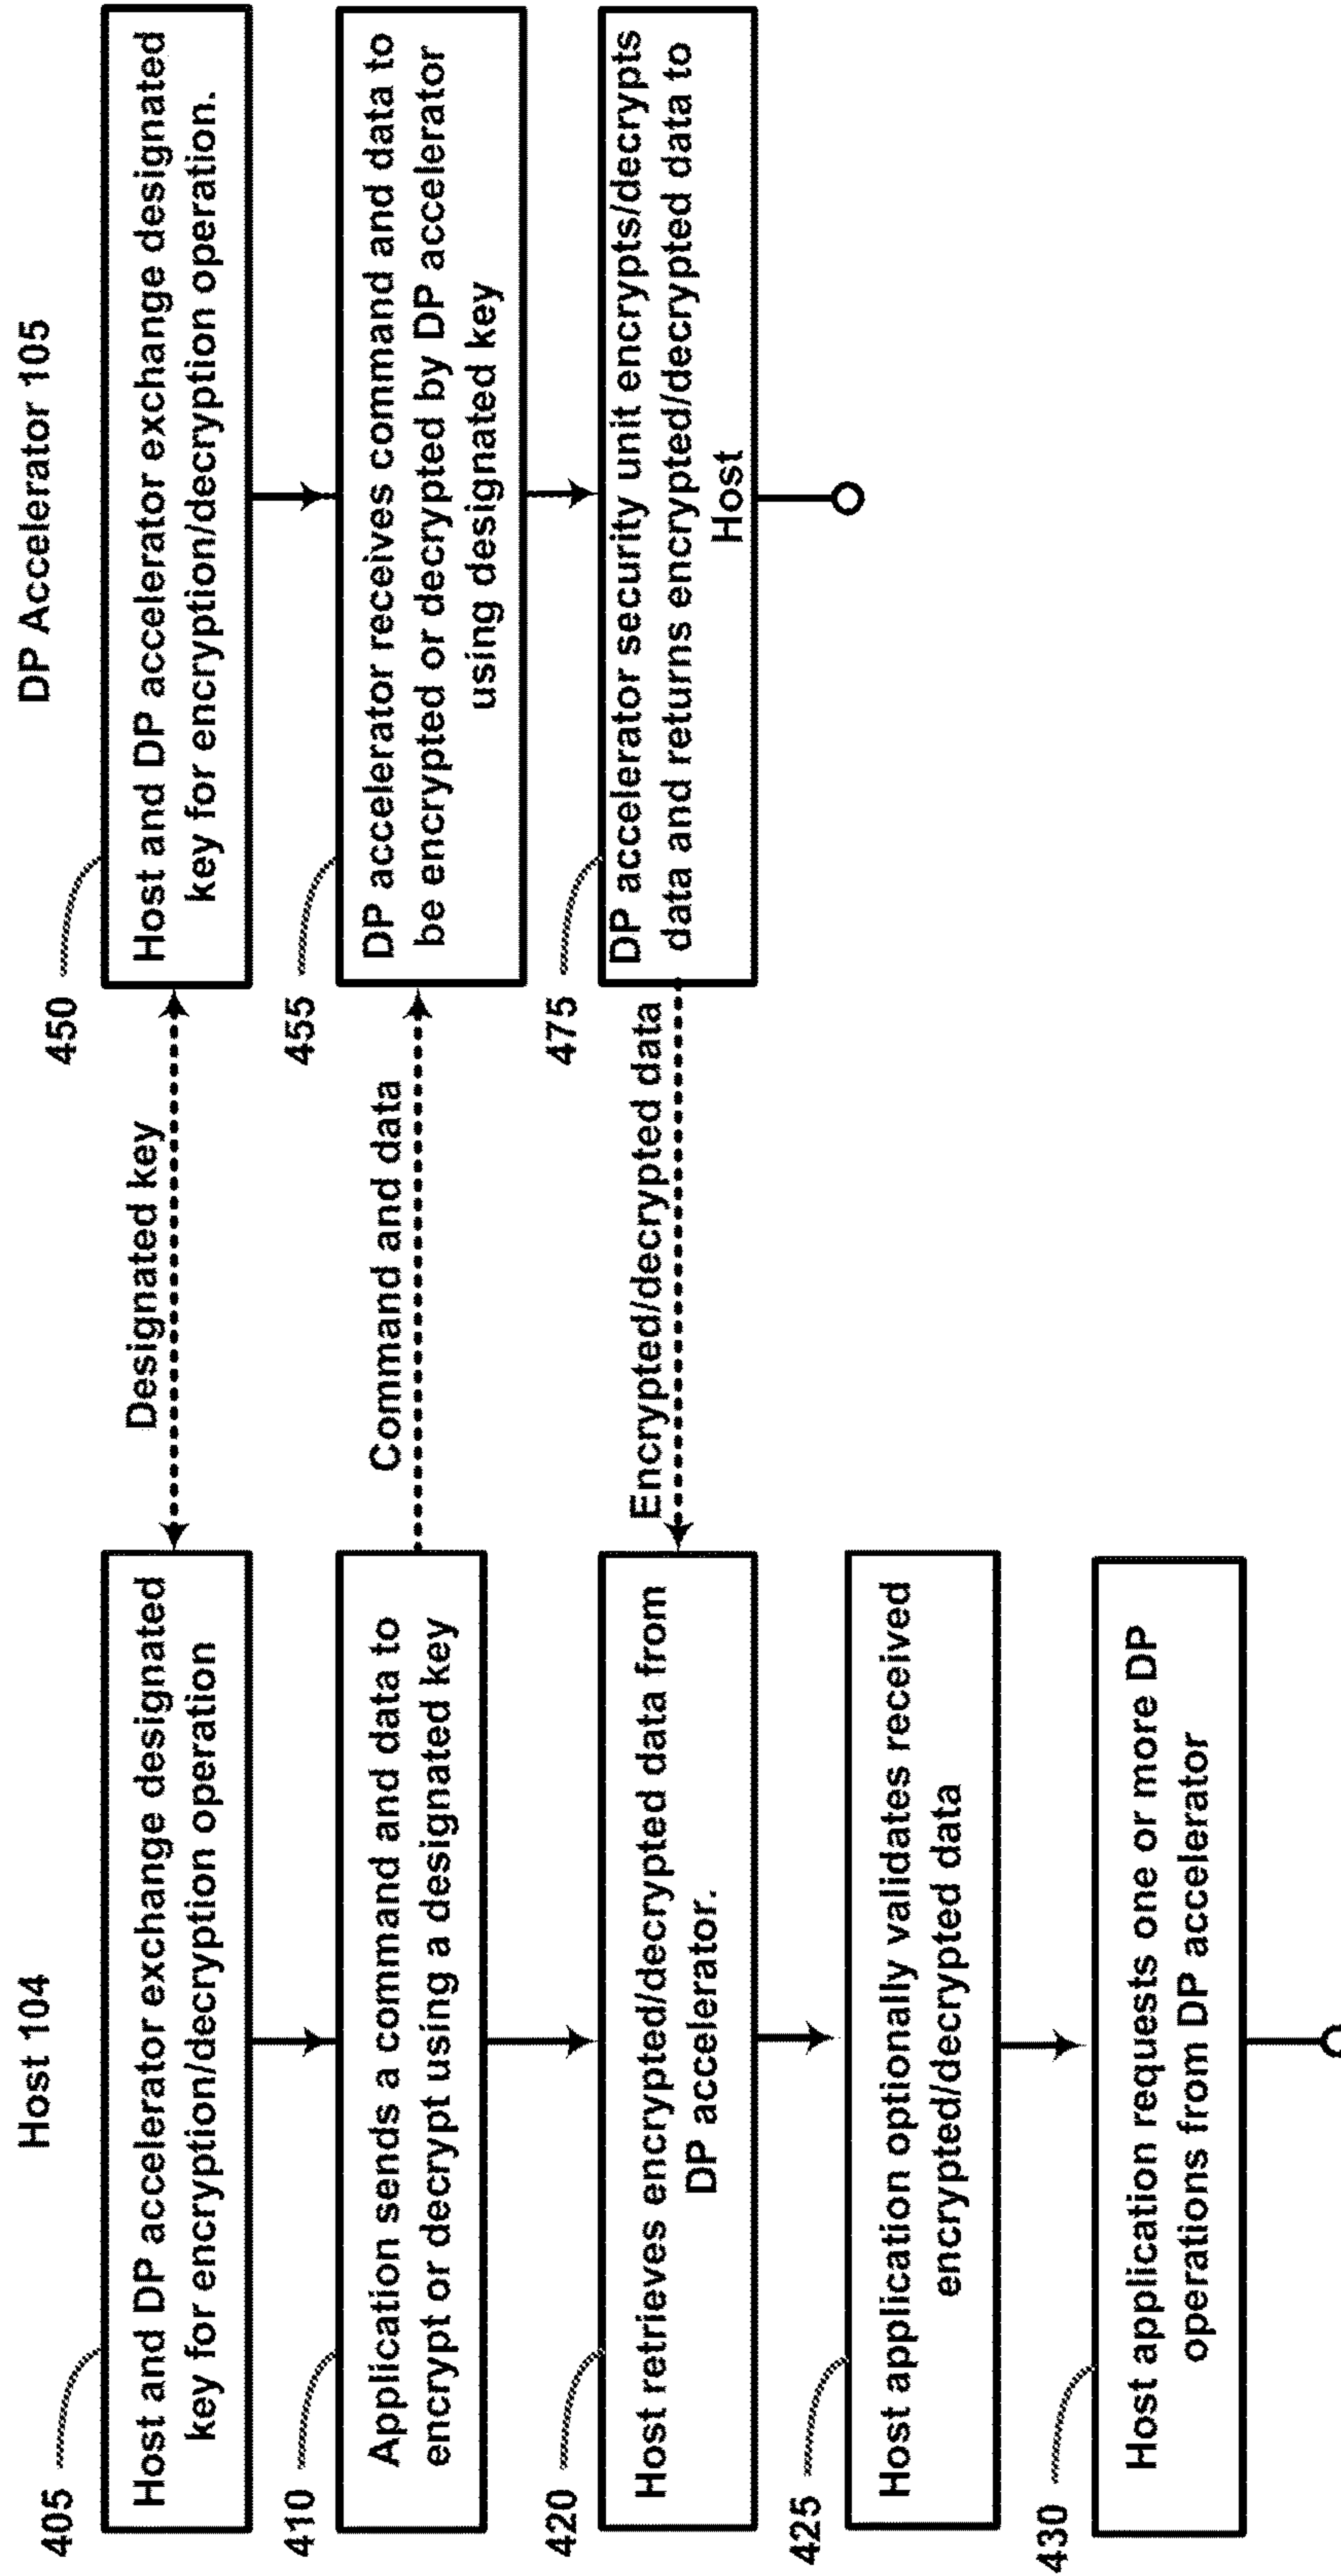 Host 104
DP Accelerator 105
405
Host and DP accelerator exchange designated
key for encryption/decryption operation
Designated key
450
Host and DP accelerator exchange designated
key for encryption/decryption operation.
410
Application sends a command and data to
encrypt or decrypt using a designated key
Command and data
455
DP accelerator receives command and data to
be encrypted or decrypted by DP accelerator
using designated key
420
Host retrieves encrypted/decrypted data from
DP accelerator.
Encrypted/decrypted data
475
DP accelerator security unit encrypts/decrypts
data and returns encrypted/decrypted data to
Host
425
Host application optionally validates received
encrypted/decrypted data
430
Host application requests one or more DP
operations from DP accelerator